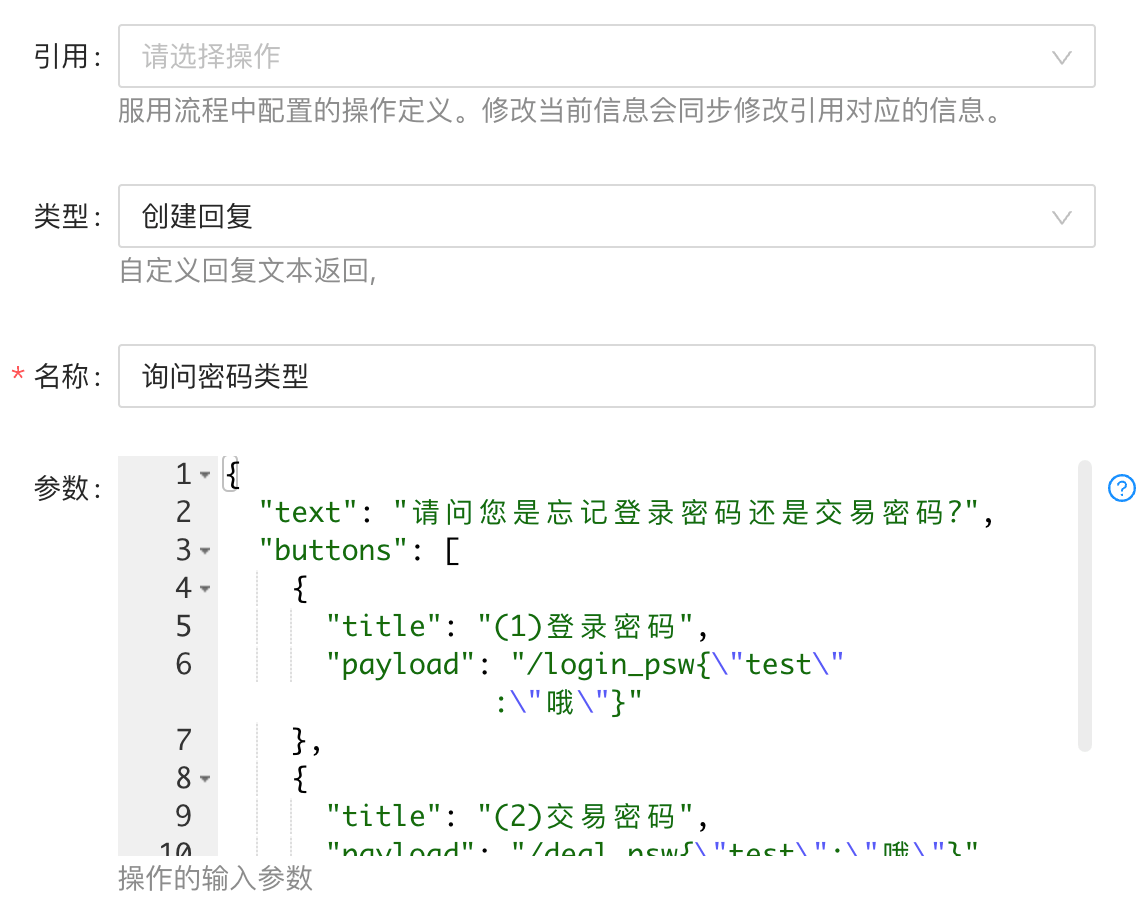 引用:
请选择操作
服用流程中配置的操作定义。修改当前信息会同步修改引用对应的信息。
类型:
创建回复
自定义回复文本返回,
* 名称:
询问密码类型
参数:
1 {
2 "text": "请问您是忘记登录密码还是交易密码?",
3 "buttons": [
4 {
5 "title": "(1)登录密码",
6 "payload": "/login_psw{\"test\"
:\"哦\"}"
7 },
8 {
9 "title": "(2)交易密码",
10 "payload": "/deal_psw{\"test\":\"哦\"}"
操作的输入参数